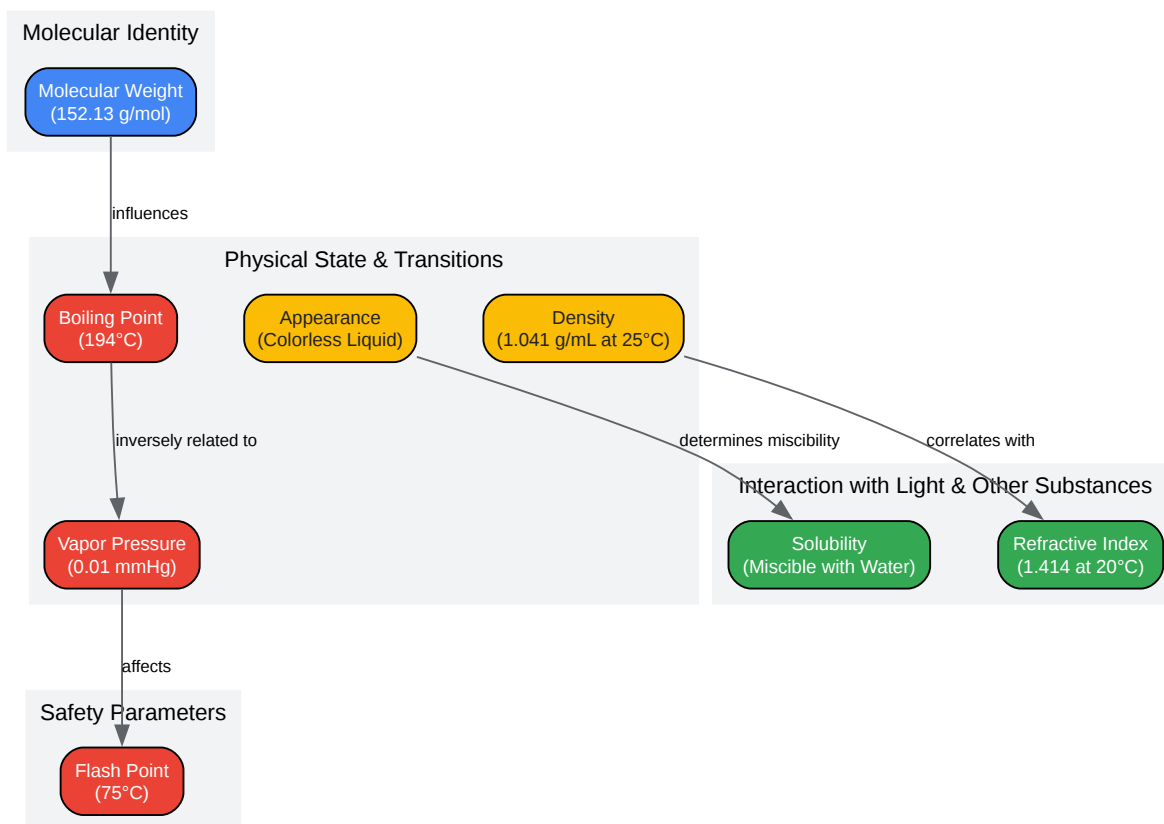 Molecular Identity
Molecular Weight
(152.13 g/mol)
influences
Physical State & Transitions
Boiling Point
(194°C)
Appearance
(Colorless Liquid)
Density
(1.041 g/mL at 25°C)
inversely related to
determines miscibility
correlates with
Interaction with Light & Other Substances
Vapor Pressure
(0.01 mmHg)
Solubility
(Miscible with Water)
Refractive Index
(1.414 at 20°C)
affects
Safety Parameters
Flash Point
(75°C)